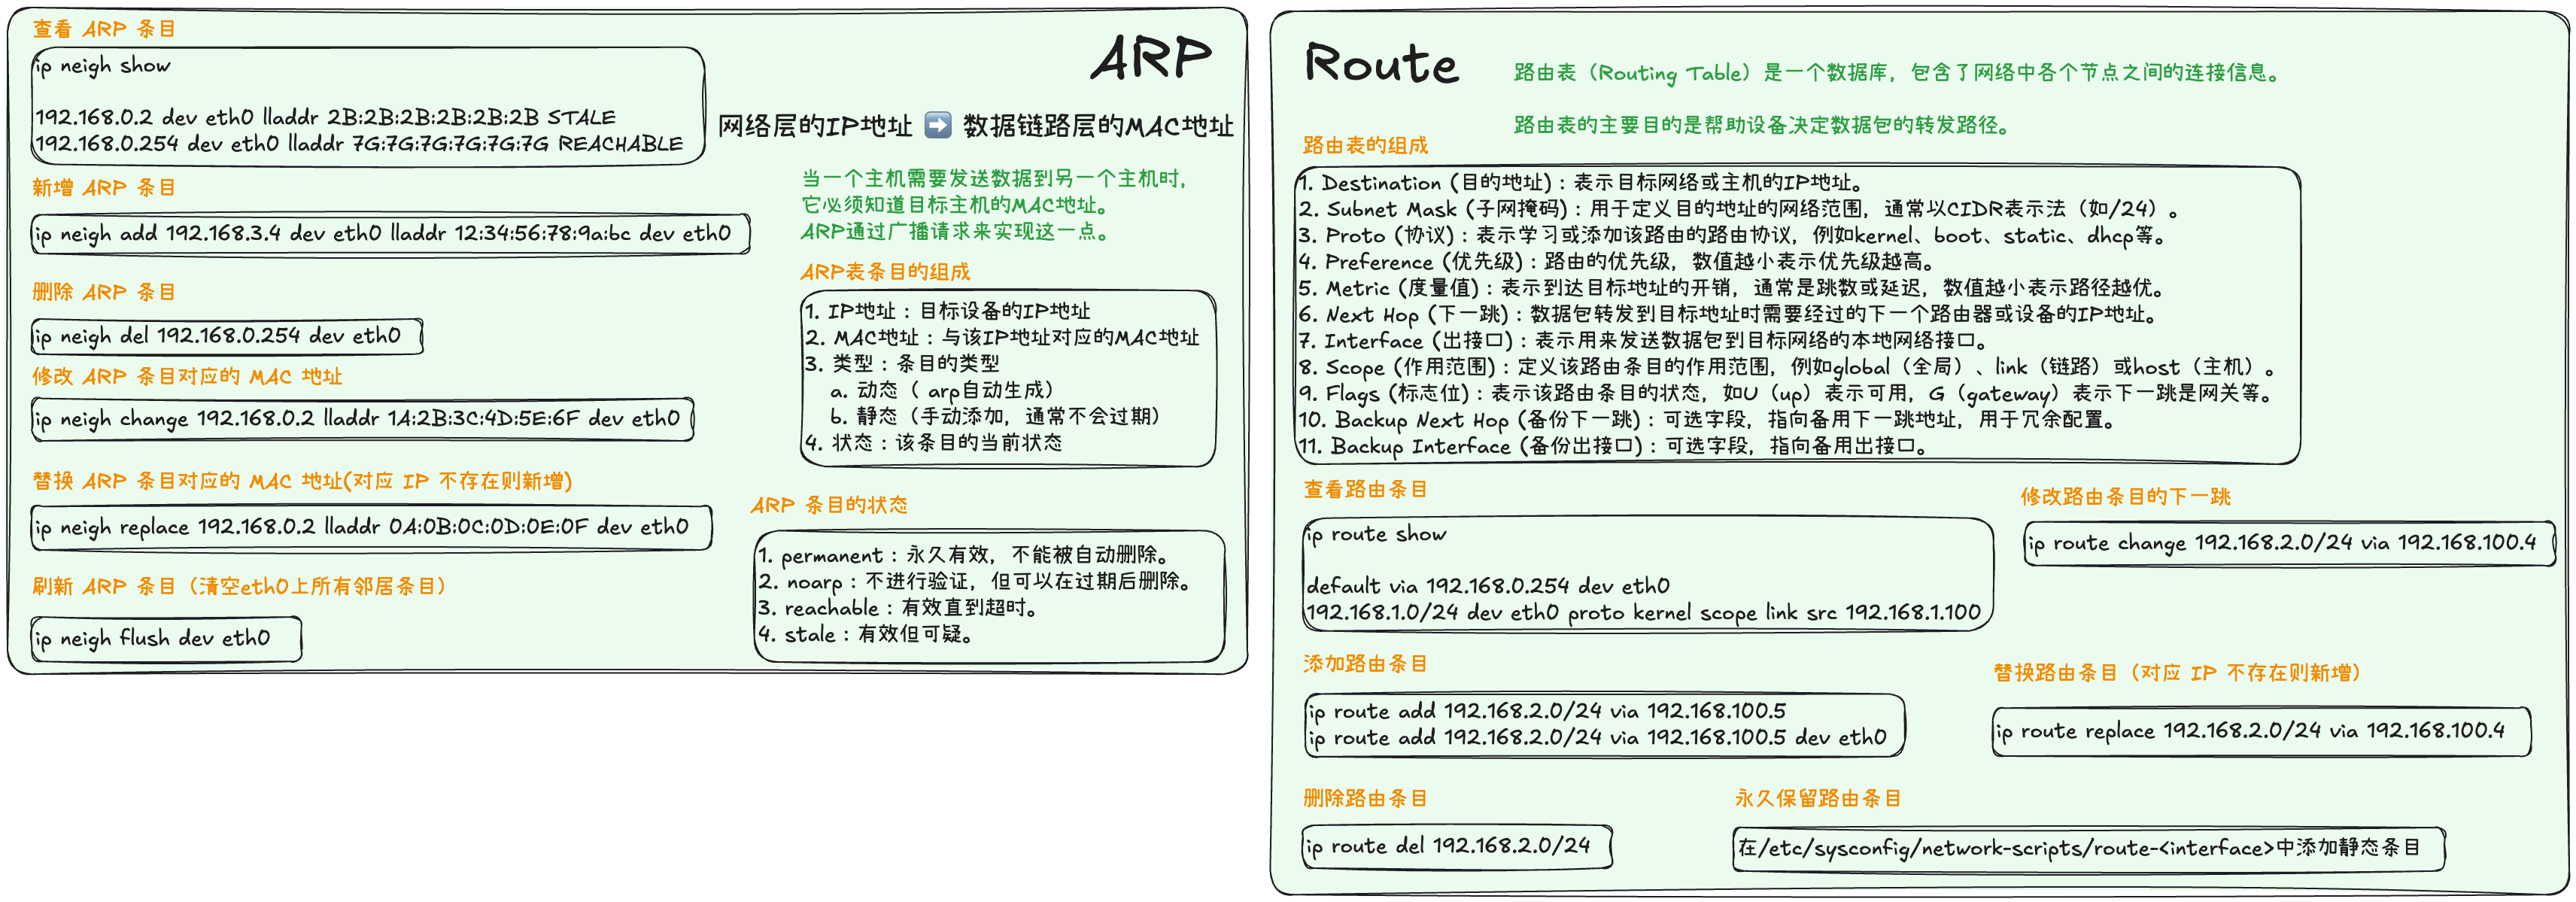 查看 ARP 条目
ip neigh show
192.168.0.2 dev eth0 lladdr 2B:2B:2B:2B:2B:2B STALE
192.168.0.254 dev eth0 lladdr 7G:7G:7G:7G:7G:7G REACHABLE
新增 ARP 条目
ip neigh add 192.168.3.4 dev eth0 lladdr 12:34:56:78:9a:bc dev eth0
删除 ARP 条目
ip neigh del 192.168.0.254 dev eth0
修改 ARP 条目对应的 MAC 地址
ip neigh change 192.168.0.2 lladdr 1A:2B:3C:4D:5E:6F dev eth0
替换 ARP 条目对应的 MAC 地址(对应 IP 不存在则新增)
ip neigh replace 192.168.0.2 lladdr 0A:0B:0C:0D:0E:0F dev eth0
刷新 ARP 条目（清空eth0上所有邻居条目）
ip neigh flush dev eth0
ARP
网络层的IP地址 ➡️ 数据链路层的MAC地址
当一个主机需要发送数据到另一个主机时，
它必须知道目标主机的MAC地址。
ARP通过广播请求来实现这一点。
ARP表条目的组成
1. IP地址：目标设备的IP地址
2. MAC地址：与该IP地址对应的MAC地址
3. 类型：条目的类型
a. 动态（ arp自动生成）
b. 静态（手动添加，通常不会过期）
4. 状态：该条目的当前状态
ARP 条目的状态
1. permanent：永久有效，不能被自动删除。
2. noarp：不进行验证，但可以在过期后删除。
3. reachable：有效直到超时。
4. stale：有效但可疑。
Route
路由表（Routing Table）是一个数据库，包含了网络中各个节点之间的连接信息。
路由表的主要目的是帮助设备决定数据包的转发路径。
路由表的组成
1. Destination (目的地址)：表示目标网络或主机的IP地址。
2. Subnet Mask (子网掩码)：用于定义目的地址的网络范围，通常以CIDR表示法（如/24）。
3. Proto (协议)：表示学习或添加该路由的路由协议，例如kernel、boot、static、dhcp等。
4. Preference (优先级)：路由的优先级，数值越小表示优先级越高。
5. Metric (度量值)：表示到达目标地址的开销，通常是跳数或延迟，数值越小表示路径越优。
6. Next Hop (下一跳)：数据包转发到目标地址时需要经过的下一个路由器或设备的IP地址。
7. Interface (出接口)：表示用来发送数据包到目标网络的本地网络接口。
8. Scope (作用范围)：定义该路由条目的作用范围，例如global（全局）、link（链路）或host（主机）。
9. Flags (标志位)：表示该路由条目的状态，如U（up）表示可用，G（gateway）表示下一跳是网关等。
10. Backup Next Hop (备份下一跳)：可选字段，指向备用下一跳地址，用于冗余配置。
11. Backup Interface (备份出接口)：可选字段，指向备用出接口。
查看路由条目
ip route show
default via 192.168.0.254 dev eth0
192.168.1.0/24 dev eth0 proto kernel scope link src 192.168.1.100
修改路由条目的下一跳
ip route change 192.168.2.0/24 via 192.168.100.4
添加路由条目
ip route add 192.168.2.0/24 via 192.168.100.5
ip route add 192.168.2.0/24 via 192.168.100.5 dev eth0
替换路由条目（对应 IP 不存在则新增）
ip route replace 192.168.2.0/24 via 192.168.100.4
删除路由条目
ip route del 192.168.2.0/24
永久保留路由条目
在/etc/sysconfig/network-scripts/route-<interface>中添加静态条目